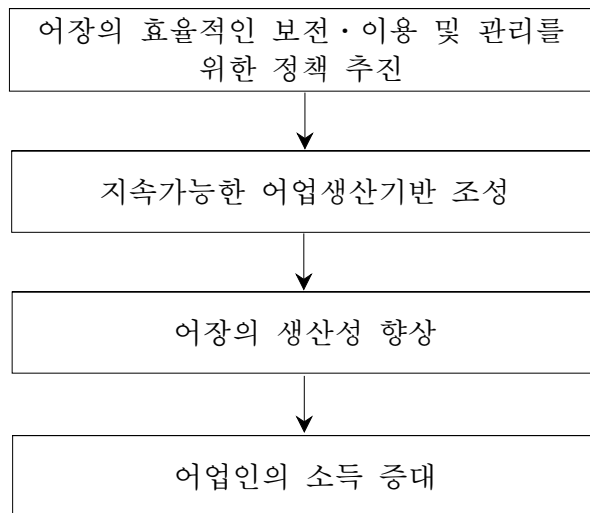 어장의 효율적인 보전·이용 및 관리를
위한 정책 추진
지속가능한 어업생산기반 조성
어장의 생산성 향상
어업인의 소득 증대